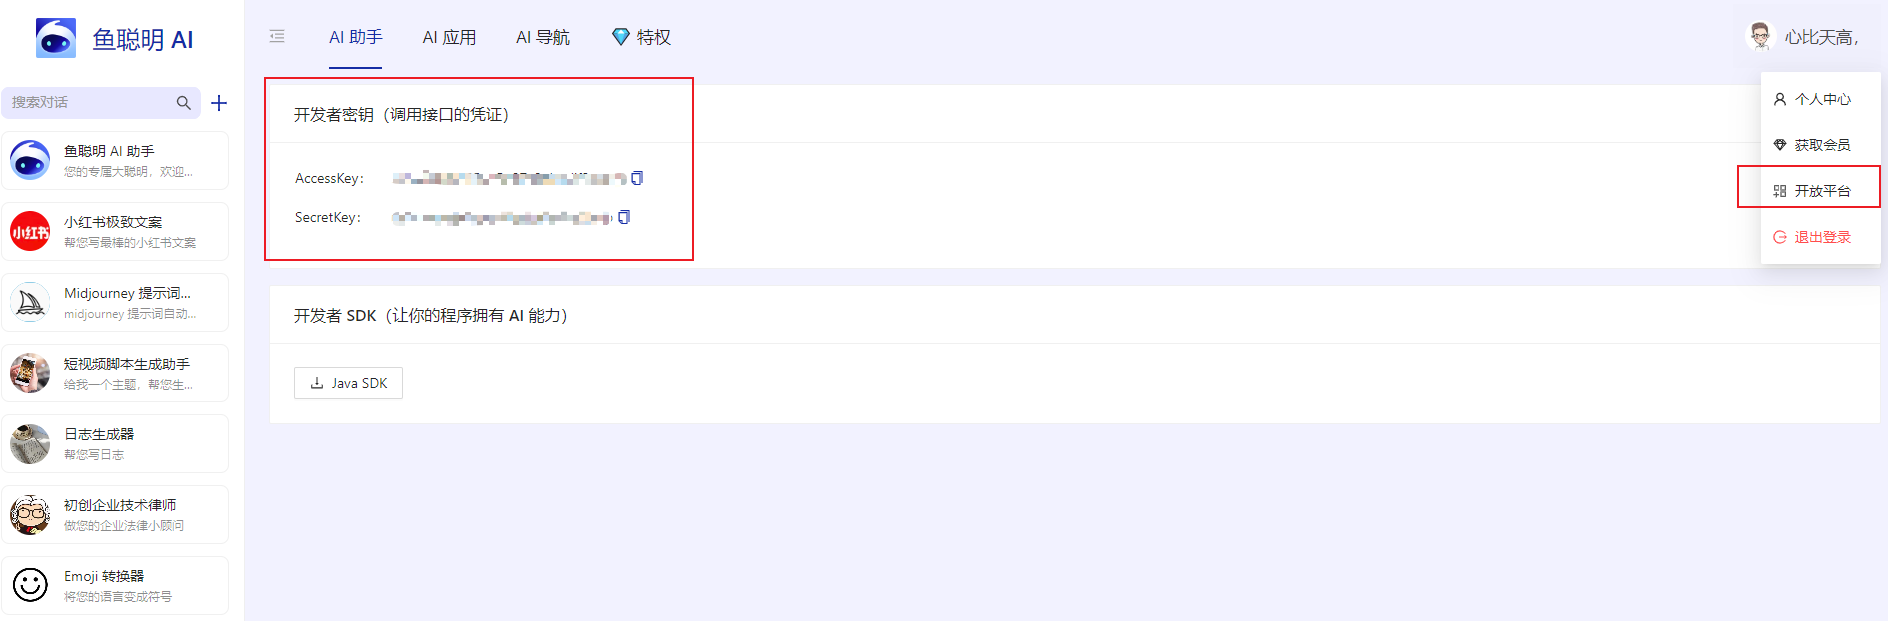 鱼聪明 AI
搜索对话
鱼聪明 AI 助手
您的专属大聪明，欢迎...
小红书
小红书极致文案
帮您写最棒的小红书文案
Midjourney 提示词...
midjourney 提示词自动...
短视频脚本生成助手
给我一个主题，帮您生...
日志生成器
帮您写日志
初创企业技术律师
做您的企业法律小顾问
Emoji 转换器
将您的语言变成符号
AI 助手
AI 应用
AI 导航
特权
心比天高，
开发者密钥（调用接口的凭证）
AccessKey：
SecretKey：
开发者 SDK（让你的程序拥有 AI 能力）
Java SDK
个人中心
获取会员
开放平台
退出登录